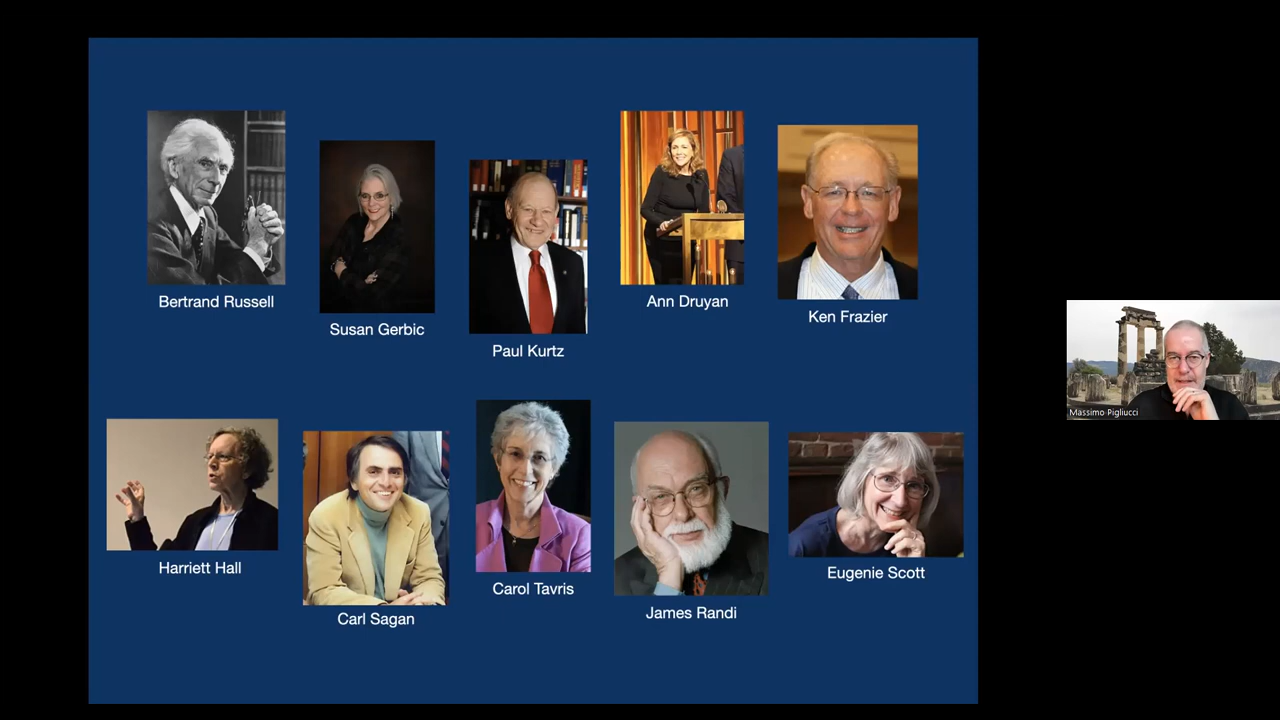 Bertrand Russell
Susan Gerbic
Paul Kurtz
Ann Druyan
Ken Frazier
Harriett Hall
Carl Sagan
Carol Tavris
James Randi
Eugenie Scott
Massimo Pigliucci